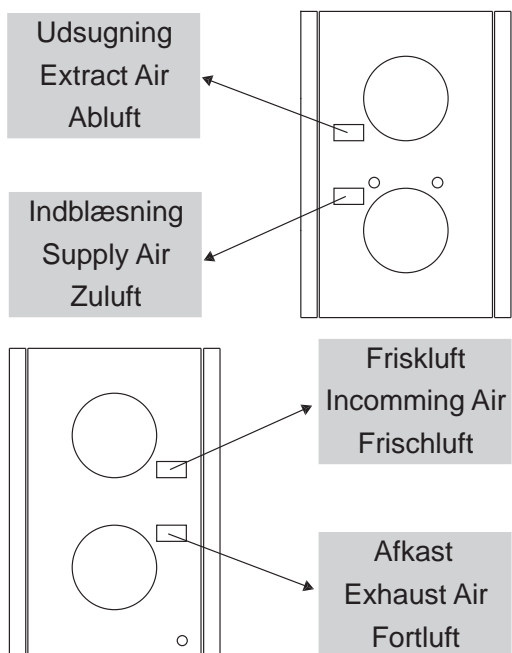 Udsugning
Extract Air
Abluft
Indblæsning
Supply Air
Zuluft
Friskluft
Incomming Air
Frischluft
Afkast
Exhaust Air
Fortluft